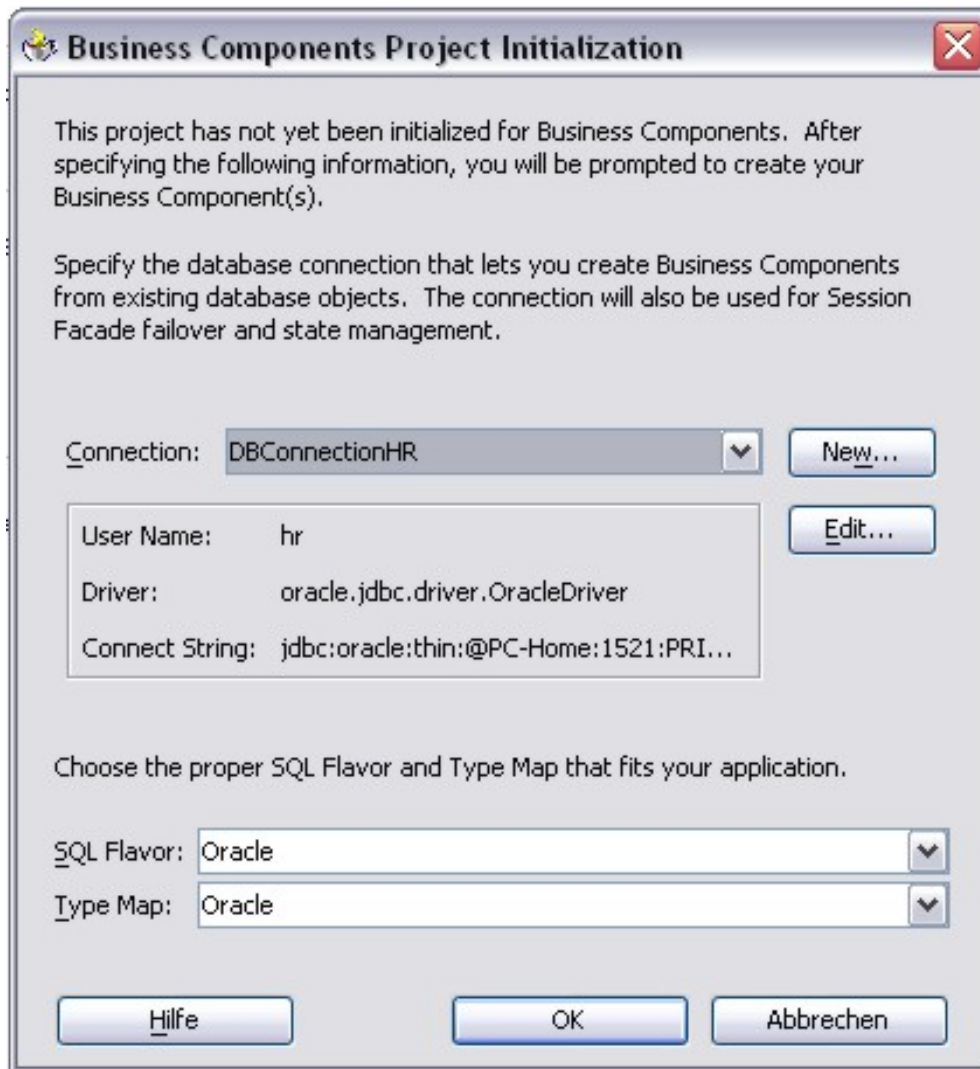 Business Components Project Initialization
This project has not yet been initialized for Business Components. After
specifying the following information, you will be prompted to create your
Business Component(s).
Specify the database connection that lets you create Business Components
from existing database objects. The connection will also be used for Session
Facade failover and state management.
Connection: DBConnectionHR New...
Edit...
User Name: hr
Driver: oracle.jdbc.driver.OracleDriver
Connect String: jdbc:oracle:thin:@PC-Home:1521:PRI...
Choose the proper SQL Flavor and Type Map that fits your application.
SQL Flavor: Oracle
Type Map: Oracle
Hilfe OK Abbrechen